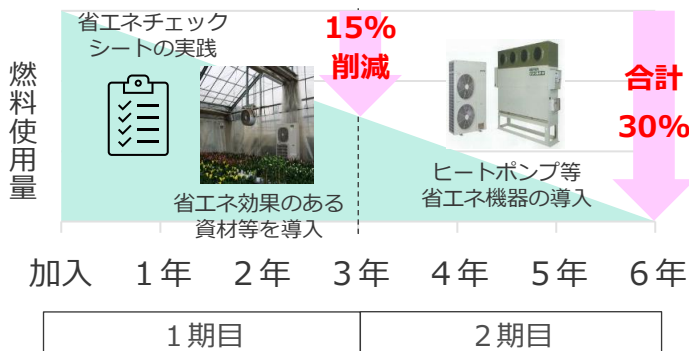 省エネチェック
シートの実践
15%
削減
合計
30%
燃料使用量
省エネ効果のある
資材等を導入
ヒートポンプ等
省エネ機器の導入
加入 1年 2年 3年 4年 5年 6年
1期目 2期目